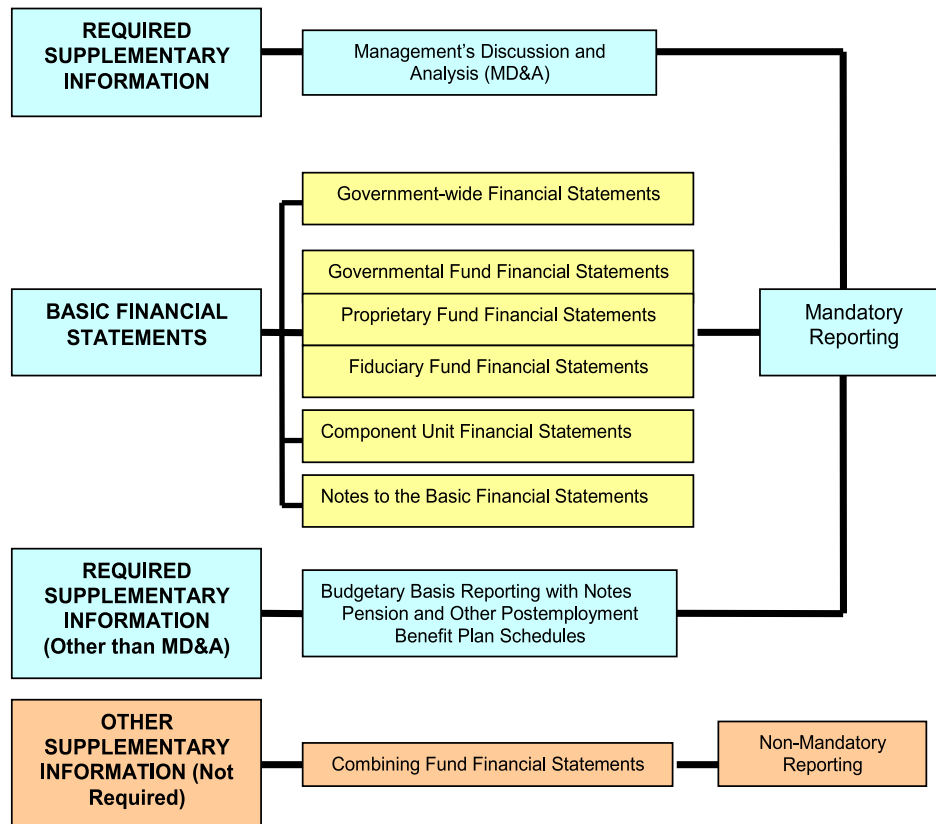 REQUIRED
SUPPLEMENTARY
INFORMATION
Management's Discussion and
Analysis (MD&A)
Government-wide Financial Statements
Governmental Fund Financial Statements
BASIC FINANCIAL
STATEMENTS
Proprietary Fund Financial Statements
Mandatory
Reporting
Fiduciary Fund Financial Statements
Component Unit Financial Statements
Notes to the Basic Financial Statements
REQUIRED
SUPPLEMENTARY
INFORMATION
(Other than MD&A)
Budgetary Basis Reporting with Notes
Pension and Other Postemployment
Benefit Plan Schedules
OTHER
SUPPLEMENTARY
INFORMATION (Not
Required)
Combining Fund Financial Statements
Non-Mandatory
Reporting